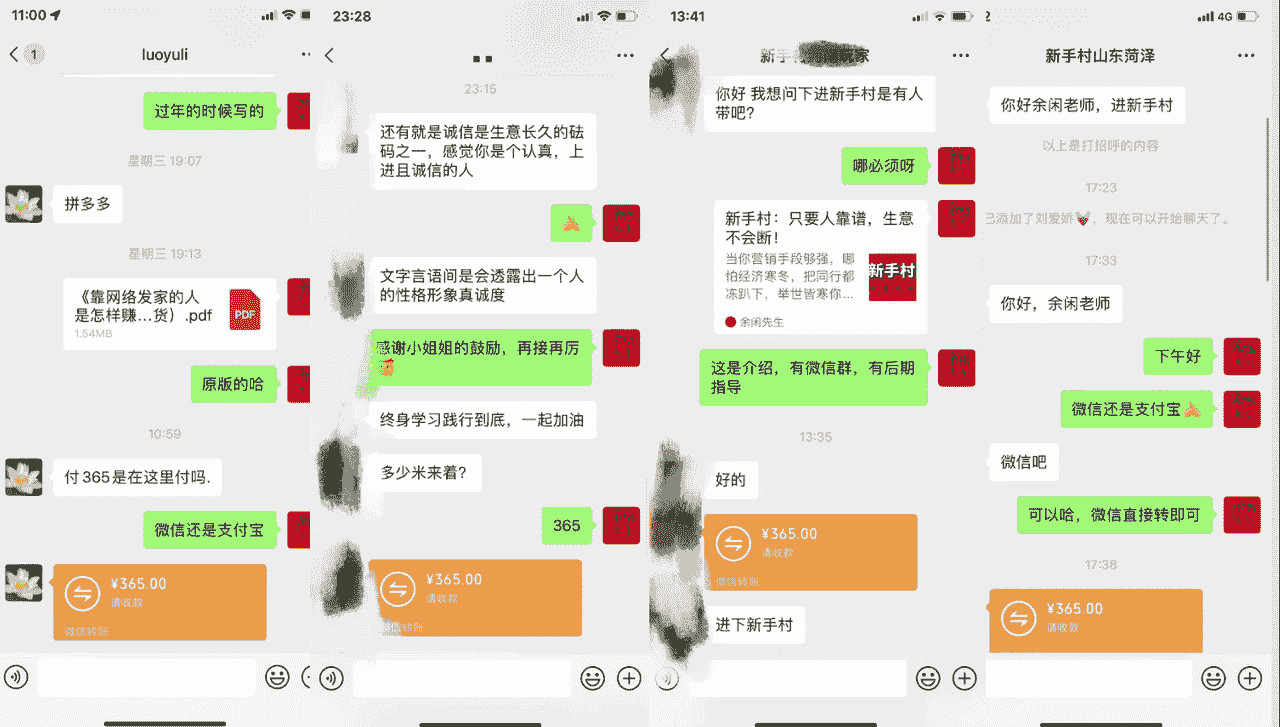 11:00
1
luoyuli
过年的时候写的
星期三 19:07
拼多多
星期三 19:13
《靠网络发家的人
是怎样赚...货）.pdf
1.54MB
PDF
原版的哈
10:59
付365是在这里付吗.
微信还是支付宝
¥365.00
请收款
微信转账
23:28
23:15
还有就是诚信是生意长久的砝
码之一，感觉你是个认真，上
进且诚信的人
文字言语间是会透露出一个人
的性格形象真诚度
感谢小姐姐的鼓励，再接再厉
终身学习践行到底，一起加油
多少米来着?
365
¥365.00
请收款
转账
13:41
新手
家
你好 我想问下进新手村是有人
带吧?
哪必须呀
新手村：只要人靠谱，生意
不会断!
当你营销手段够强，哪
怕经济寒冬，把同行都
冻趴下，举世皆寒你...
新手村
余闲先生
这是介绍，有微信群，有后期
指导
13:35
好的
¥365.00
请收款
微信转账
进下新手村
2
4G
新手村山东菏泽
你好余闲老师，进新手村
以上是打招呼的内容
17:23
已添加了刘爱娇，现在可以开始聊天了。
17:33
你好，余闲老师
下午好
微信还是支付宝
微信吧
可以哈，微信直接转即可
17:38
¥365.00
请收款